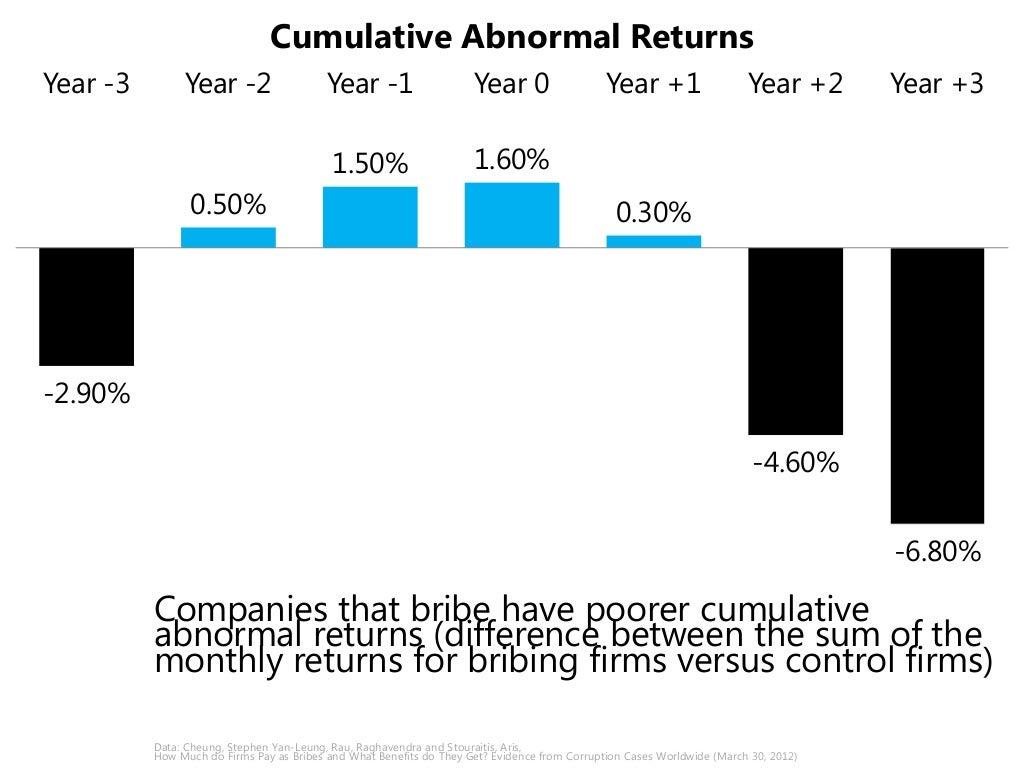 Cumulative Abnormal Returns
Year -3 Year -2 Year -1 Year 0 Year +1 Year +2 Year +3
1.50% 1.60%
0.50% 0.30%
-2.90%
-4.60%
-6.80%
Companies that bribe have poorer cumulative
abnormal returns (difference between the sum of the
monthly returns for bribing firms versus control firms)
Data: Cheung, Stephen Yan-Leung, Rau, Raghavendra and Stouraitis, Aris,
How Much do Firms Pay as Bribes and What Benefits do They Get? Evidence from Corruption Cases Worldwide (March 30, 2012)